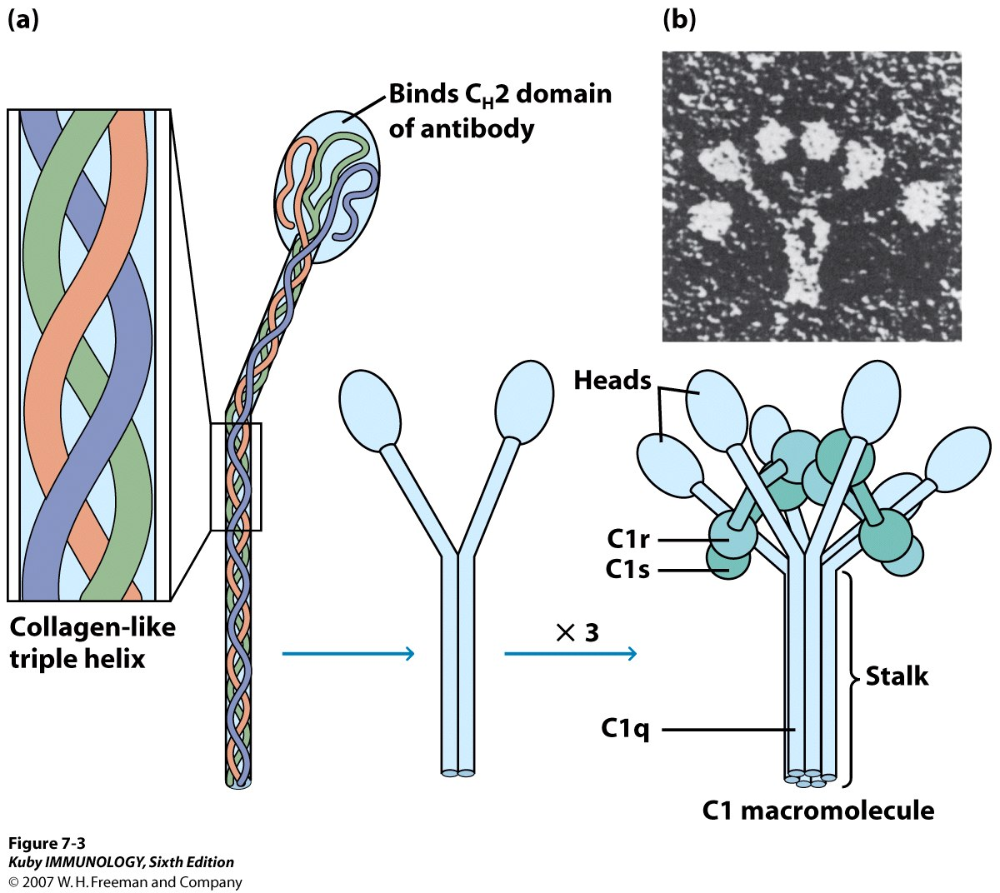 (a)
(b)
Binds CH2 domain
of antibody
Collagen-like
triple helix
× 3
Heads
C1r
C1s
Stalk
C1q
C1 macromolecule
Figure 7-3
Kuby IMMUNOLOGY, Sixth Edition
© 2007 W. H. Freeman and Company